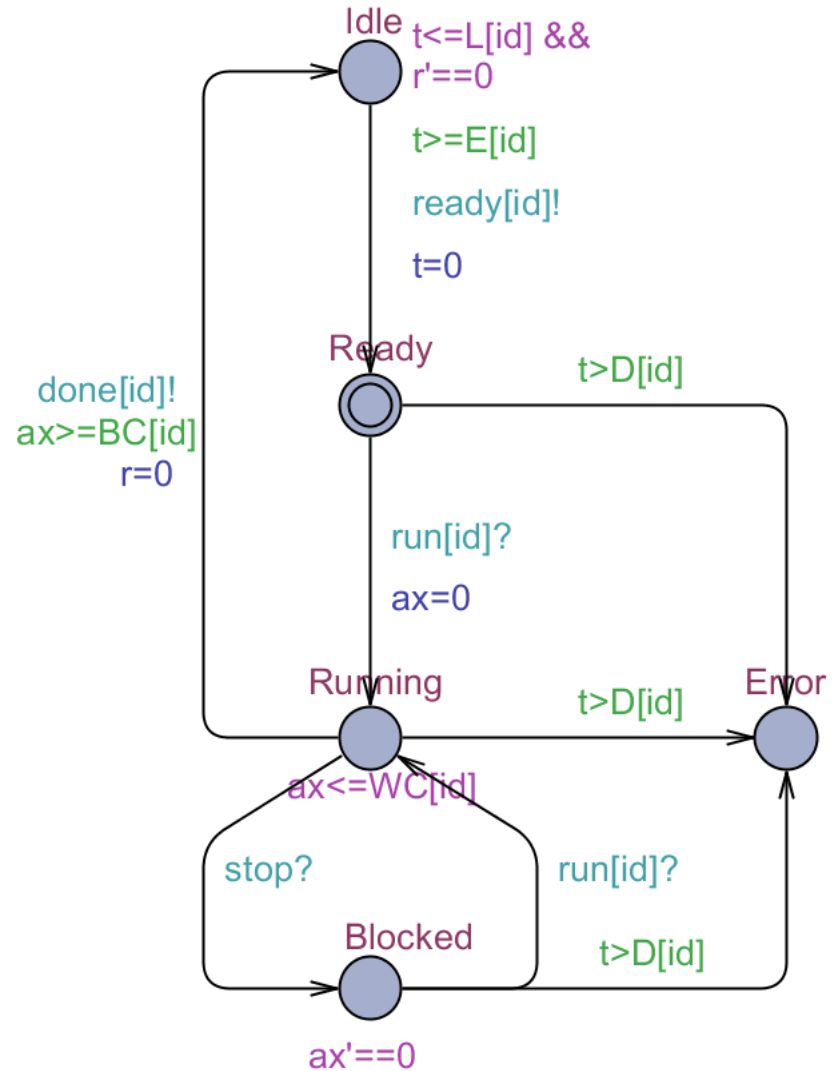 Idle
t<=L[id] &&
r'==0
t>=E[id]
ready[id]!
t=0
Ready
t>D[id]
done[id]!
ax>=BC[id]
r=0
run[id]?
ax=0
Running
t>D[id]
Error
ax<=WC[id]
stop?
run[id]?
Blocked
t>D[id]
ax'==0